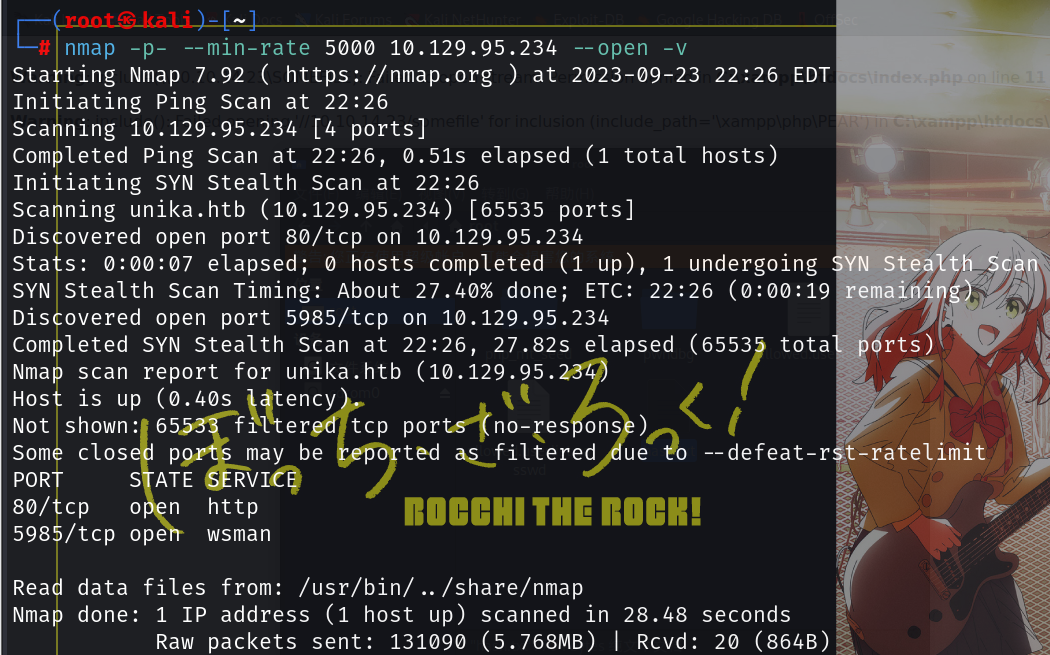 ┌──(root㉿kali)-[~]
└─# nmap -p- --min-rate 5000 10.129.95.234 --open -v
Starting Nmap 7.92 ( https://nmap.org ) at 2023-09-23 22:26 EDT
Initiating Ping Scan at 22:26
Scanning 10.129.95.234 [4 ports]
Completed Ping Scan at 22:26, 0.51s elapsed (1 total hosts)
Initiating SYN Stealth Scan at 22:26
Scanning unika.htb (10.129.95.234) [65535 ports]
Discovered open port 80/tcp on 10.129.95.234
Stats: 0:00:07 elapsed; 0 hosts completed (1 up), 1 undergoing SYN Stealth Scan
SYN Stealth Scan Timing: About 27.40% done; ETC: 22:26 (0:00:19 remaining)
Discovered open port 5985/tcp on 10.129.95.234
Completed SYN Stealth Scan at 22:26, 27.82s elapsed (65535 total ports)
Nmap scan report for unika.htb (10.129.95.234)
Host is up (0.40s latency).
Not shown: 65533 filtered tcp ports (no-response)
Some closed ports may be reported as filtered due to --defeat-rst-ratelimit
PORT     STATE SERVICE
80/tcp   open  http
5985/tcp open  wsman
ぼっち・ざ・ろっく!
BOCCHI THE ROCK!
Read data files from: /usr/bin/../share/nmap
Nmap done: 1 IP address (1 host up) scanned in 28.48 seconds
Raw packets sent: 131090 (5.768MB) | Rcvd: 20 (864B)